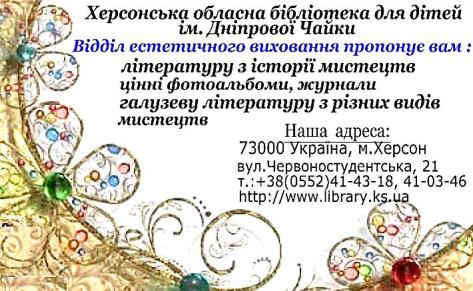 Херсонська обласна бібліотека для дітей
ім. Дніпрової Чайки
Відділ естетичного виховання пропонує вам :
літературу з історії мистецтв
цінні фотоальбоми, журнали
галузеву літературу з різних видів
мистецтв
Наша адреса:
73000 Україна, м.Херсон
вул.Червоностудентська, 21
т.:+38(0552)41-43-18, 41-03-46
http://www.library.ks.ua